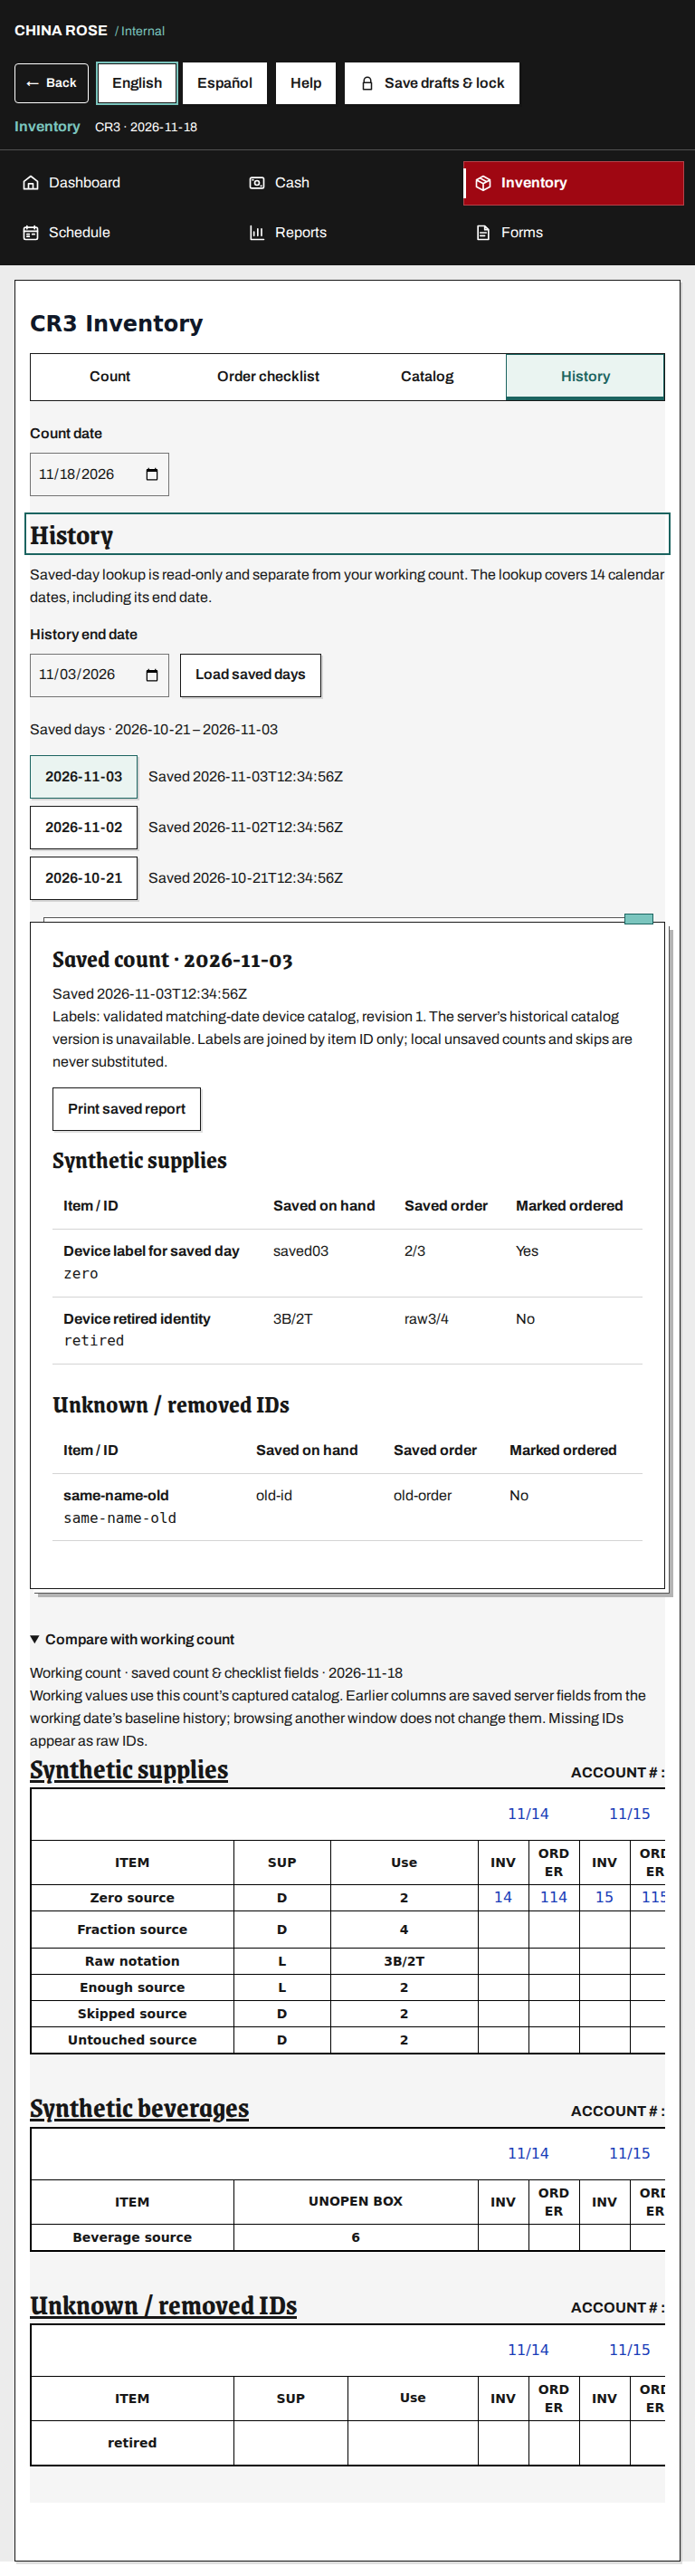 CHINA ROSE / Internal
← Back English Español Help Save drafts & lock
Inventory CR3 · 2026-11-18
Dashboard Cash Inventory
Schedule Reports Forms
CR3 Inventory
Count Order checklist Catalog History
Count date
11/18/2026
History
Saved-day lookup is read-only and separate from your working count. The lookup covers 14 calendar
dates, including its end date.
History end date
11/03/2026 Load saved days
Saved days · 2026-10-21 – 2026-11-03
2026-11-03 Saved 2026-11-03T12:34:56Z
2026-11-02 Saved 2026-11-02T12:34:56Z
2026-10-21 Saved 2026-10-21T12:34:56Z
Saved count · 2026-11-03
Saved 2026-11-03T12:34:56Z
Labels: validated matching-date device catalog, revision 1. The server’s historical catalog
version is unavailable. Labels are joined by item ID only; local unsaved counts and skips are
never substituted.
Print saved report
Synthetic supplies
Item / ID Saved on hand Saved order Marked ordered
Device label for saved day saved03 2/3 Yes
zero
Device retired identity 3B/2T raw3/4 No
retired
Unknown / removed IDs
Item / ID Saved on hand Saved order Marked ordered
same-name-old old-id old-order No
same-name-old
▼ Compare with working count
Working count · saved count & checklist fields · 2026-11-18
Working values use this count’s captured catalog. Earlier columns are saved server fields from the
working date’s baseline history; browsing another window does not change them. Missing IDs
appear as raw IDs.
Synthetic supplies ACCOUNT # :
11/14 11/15
ITEM SUP Use INV ORD ER INV ORD ER
Zero source D 2 14 114 15 115
Fraction source D 4
Raw notation L 3B/2T
Enough source L 2
Skipped source D 2
Untouched source D 2
Synthetic beverages ACCOUNT # :
11/14 11/15
ITEM UNOPEN BOX INV ORD ER INV ORD ER
Beverage source 6
Unknown / removed IDs ACCOUNT # :
11/14 11/15
ITEM SUP Use INV ORD ER INV ORD ER
retired